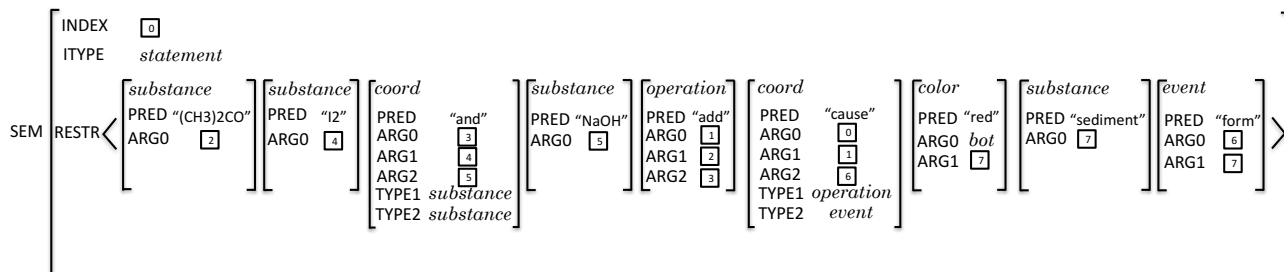 INDEX 0
ITYPE statement
substance substance coord substance operation coord color substance event
PRED “(CH3)2CO” PRED “I2” PRED “and” PRED “NaOH” PRED “add” PRED “cause” PRED “red” PRED “sediment” PRED “form”
SEM RESTR ARG0 2 ARG0 4 ARG0 3 ARG0 5 ARG0 1 ARG0 0 ARG0 bot ARG0 7 ARG0 6
ARG1 4 ARG1 2 ARG1 1 ARG1 7 ARG1 7
ARG2 5 ARG2 3 ARG2 6
TYPE1 substance TYPE1 operation
TYPE2 substance TYPE2 event